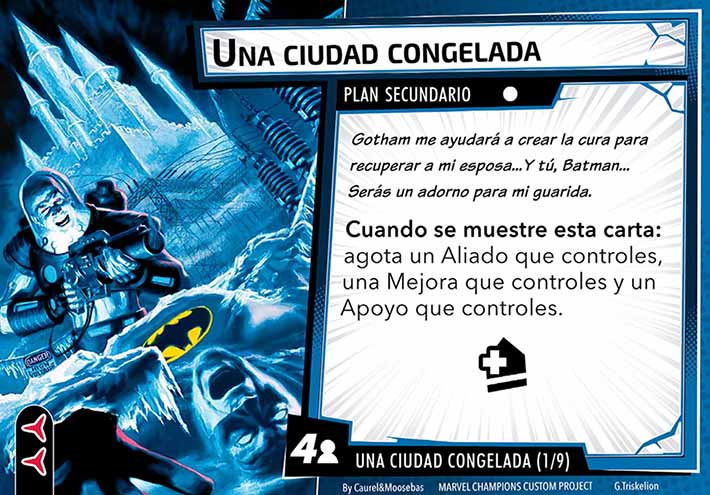 UNA CIUDAD CONGELADA
PLAN SECUNDARIO
Gotham me ayudará a crear la cura para
recuperar a mi esposa...Y tú, Batman...
Serás un adorno para mi guarida.
Cuando se muestre esta carta:
agota un Aliado que controles,
una Mejora que controles y un
Apoyo que controles.
DANGER
4
UNA CIUDAD CONGELADA (1/9)
By Caurel&Moosebas MARVEL CHAMPIONS CUSTOM PROJECT G.Triskelion